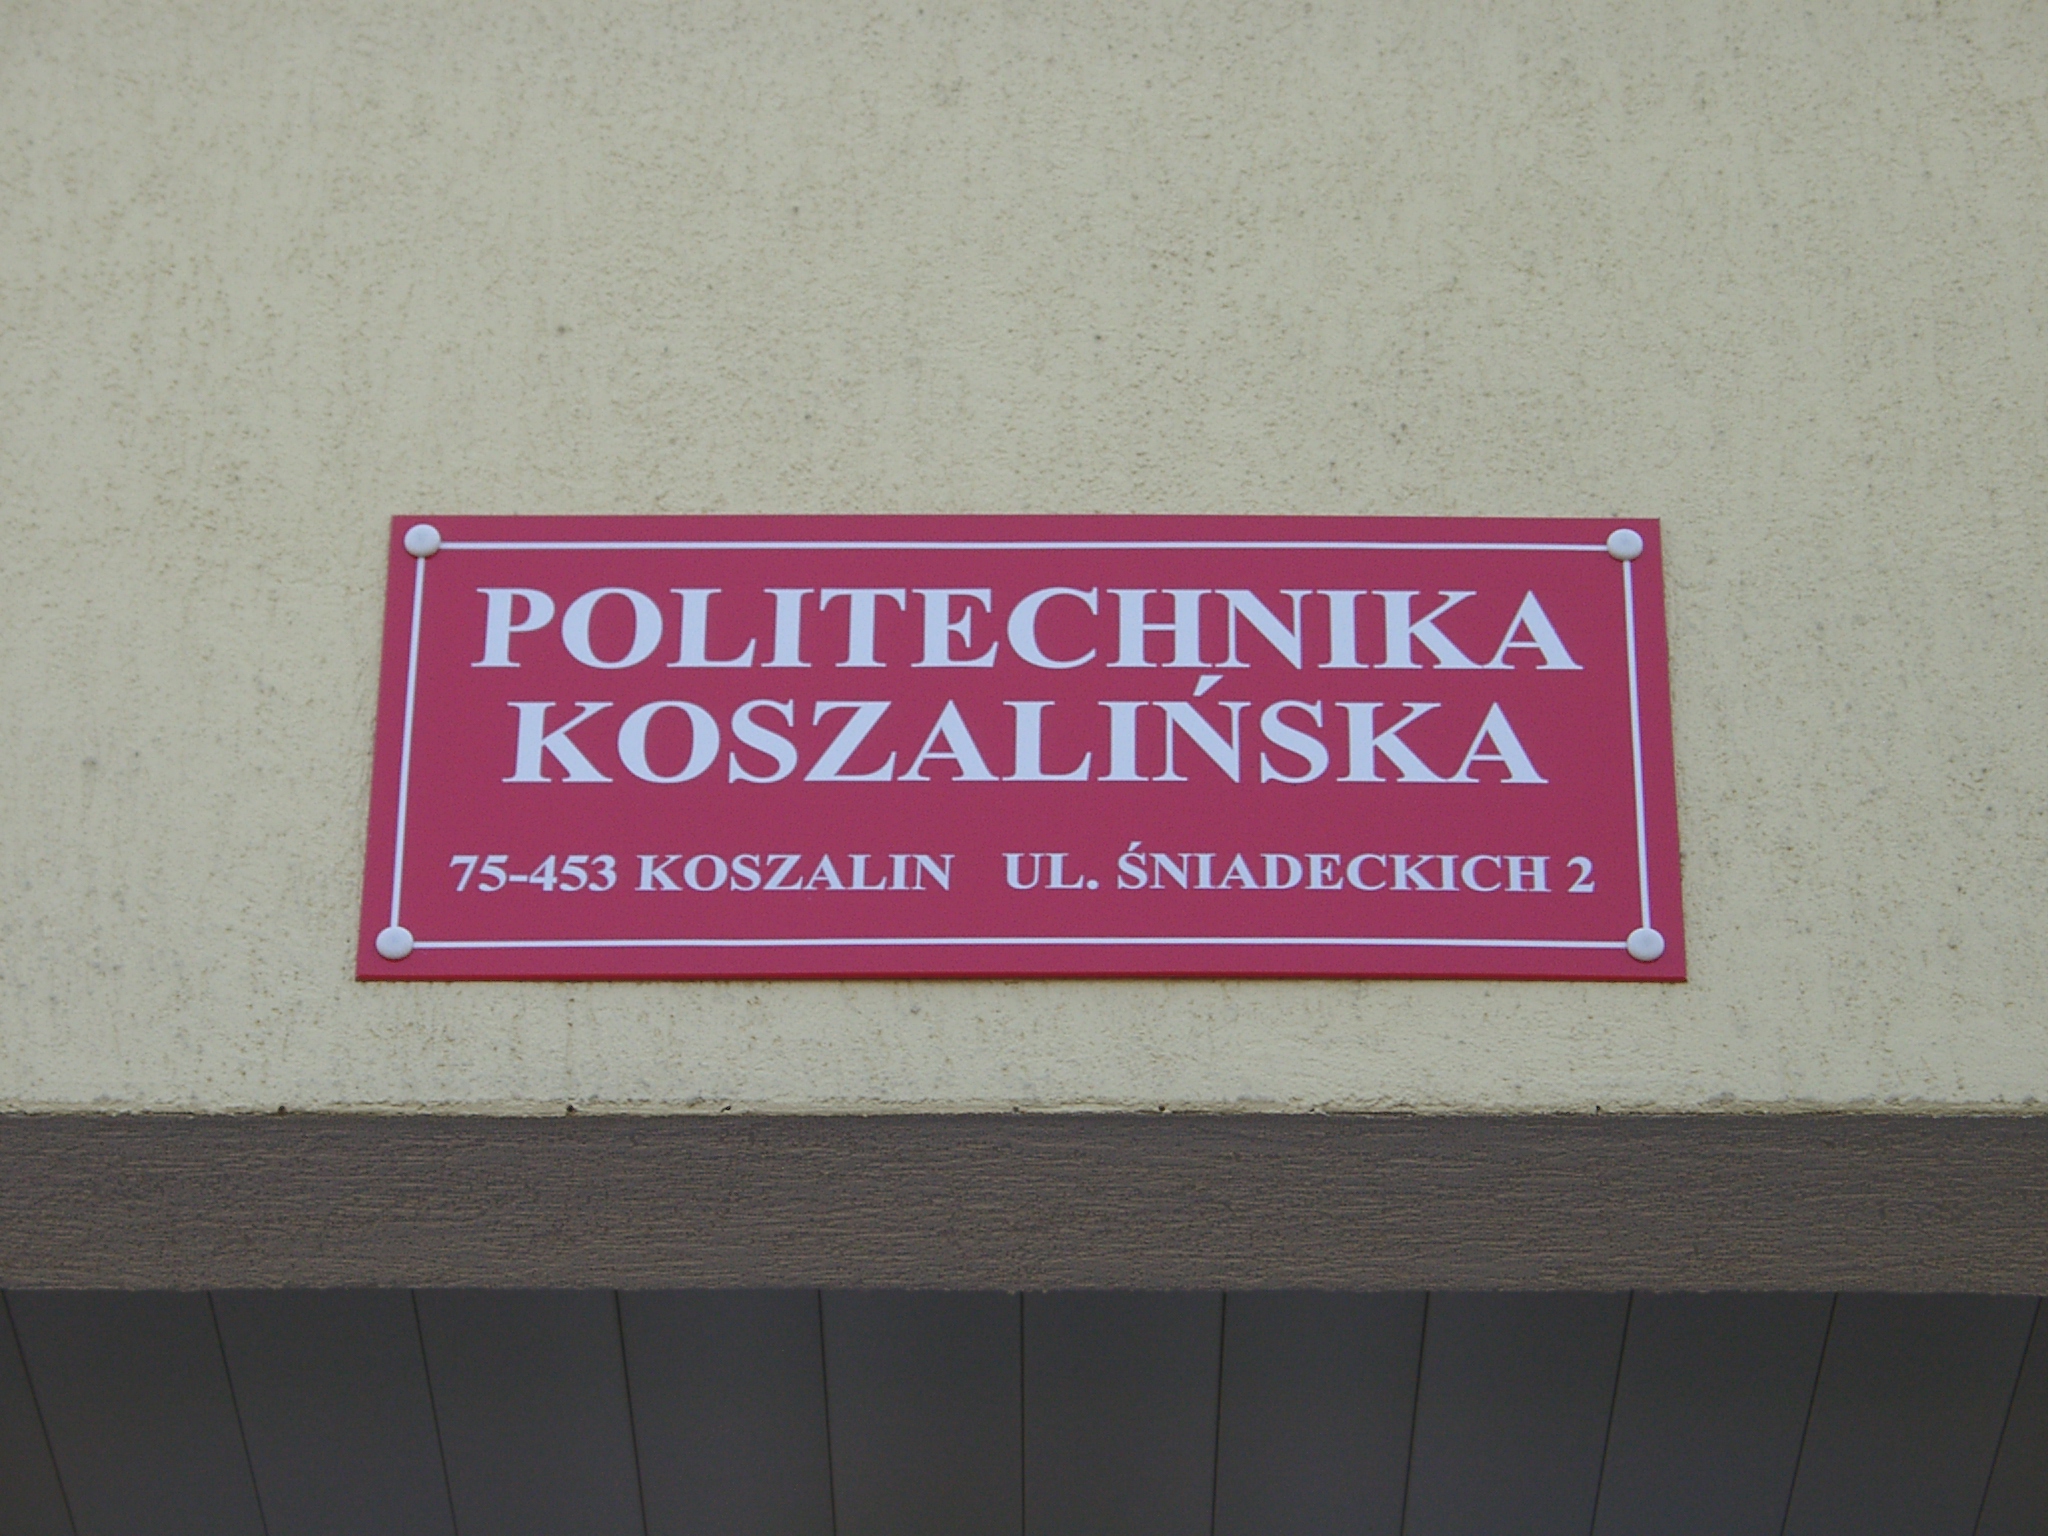 POLITECHNIKA
KOSZALIŃSKA
75-453 KOSZALIN UL. ŚNIADECKICH 2